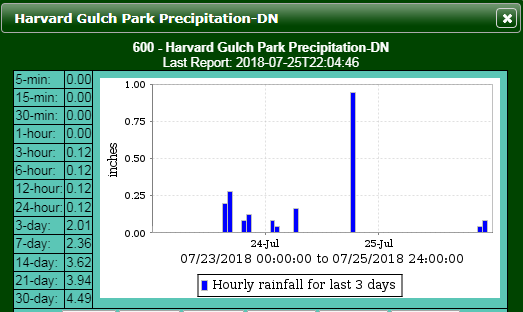 Harvard Gulch Park Precipitation-DN
600 - Harvard Gulch Park Precipitation-DN
Last Report: 2018-07-25T22:04:46
5-min: 0.00
15-min: 0.00
30-min: 0.00
1-hour: 0.00
3-hour: 0.12
6-hour: 0.12
12-hour: 0.12
24-hour: 0.12
3-day: 2.01
7-day: 2.36
14-day: 3.62
21-day: 3.94
30-day: 4.49
inches
1.00
0.75
0.50
0.25
0.00
24-Jul 25-Jul
07/23/2018 00:00:00 to 07/25/2018 24:00:00
Hourly rainfall for last 3 days